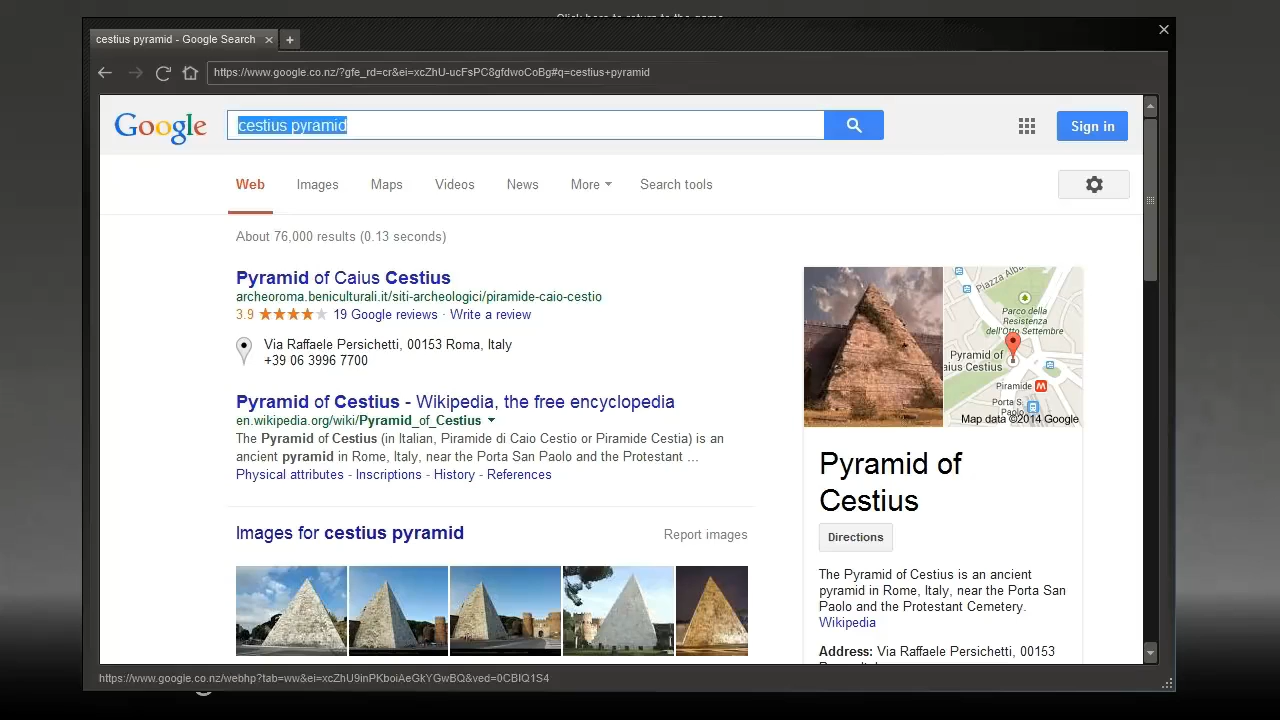 Click here to return to the game
cestius pyramid - Google Search
https://www.google.co.nz/?gfe_rd=cr&ei=xcZhU-ucFsPC8gfdwoCoBg#q=cestius+pyramid
Google
cestius pyramid
Sign in
Web Images Maps Videos News More Search tools
About 76,000 results (0.13 seconds)
Pyramid of Caius Cestius
archeoroma.beniculturali.it/siti-archeologici/piramide-caio-cestio
3.9 ★★★★★ 19 Google reviews · Write a review
Via Raffaele Persichetti, 00153 Roma, Italy
+39 06 3996 7700
Pyramid of Cestius - Wikipedia, the free encyclopedia
en.wikipedia.org/wiki/Pyramid_of_Cestius
The Pyramid of Cestius (in Italian, Piramide di Caio Cestio or Piramide Cestia) is an
ancient pyramid in Rome, Italy, near the Porta San Paolo and the Protestant ...
Physical attributes - Inscriptions - History - References
Images for cestius pyramid
Report images
Piazza Alba
Parco della
Resistenza
dell'Otto Settembre
Pyramid of
aius Cestius
Piramide M
Porta S.
Paolo
Map data ©2014 Google
Pyramid of
Cestius
Directions
The Pyramid of Cestius is an ancient
pyramid in Rome, Italy, near the Porta San
Paolo and the Protestant Cemetery.
Wikipedia
Address: Via Raffaele Persichetti, 00153
https://www.google.co.nz/webhp?tab=ww&ei=xcZhU9inPKboiAeGkYGwBQ&ved=0CBIQ1S4